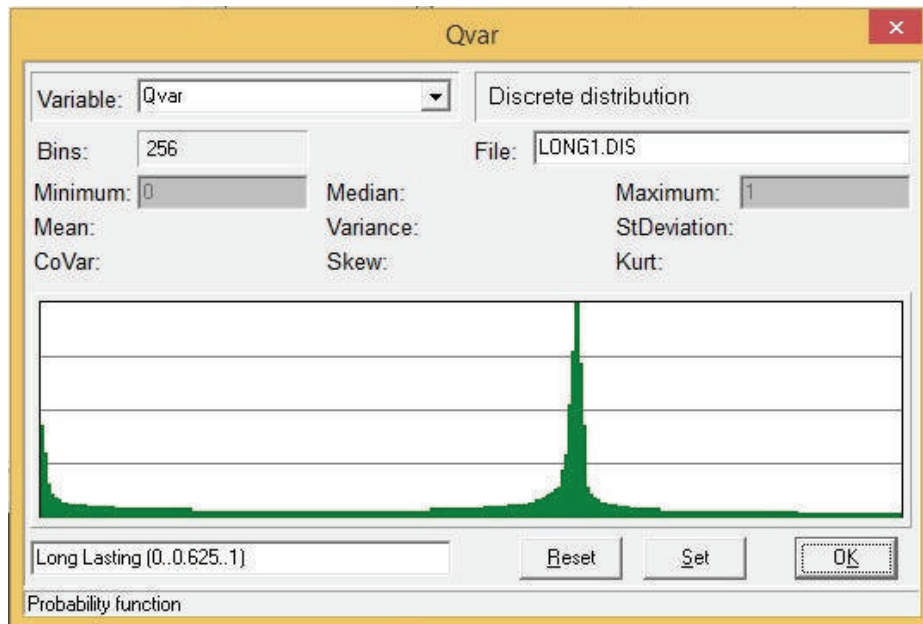 Qvar
Variable: Qvar Discrete distribution
Bins: 256 File: LONG1.DIS
Minimum: 0 Median: Maximum: 1
Mean: Variance: StDeviation:
CoVar: Skew: Kurt:
Long Lasting (0..0.625..1) Reset Set OK
Probability function